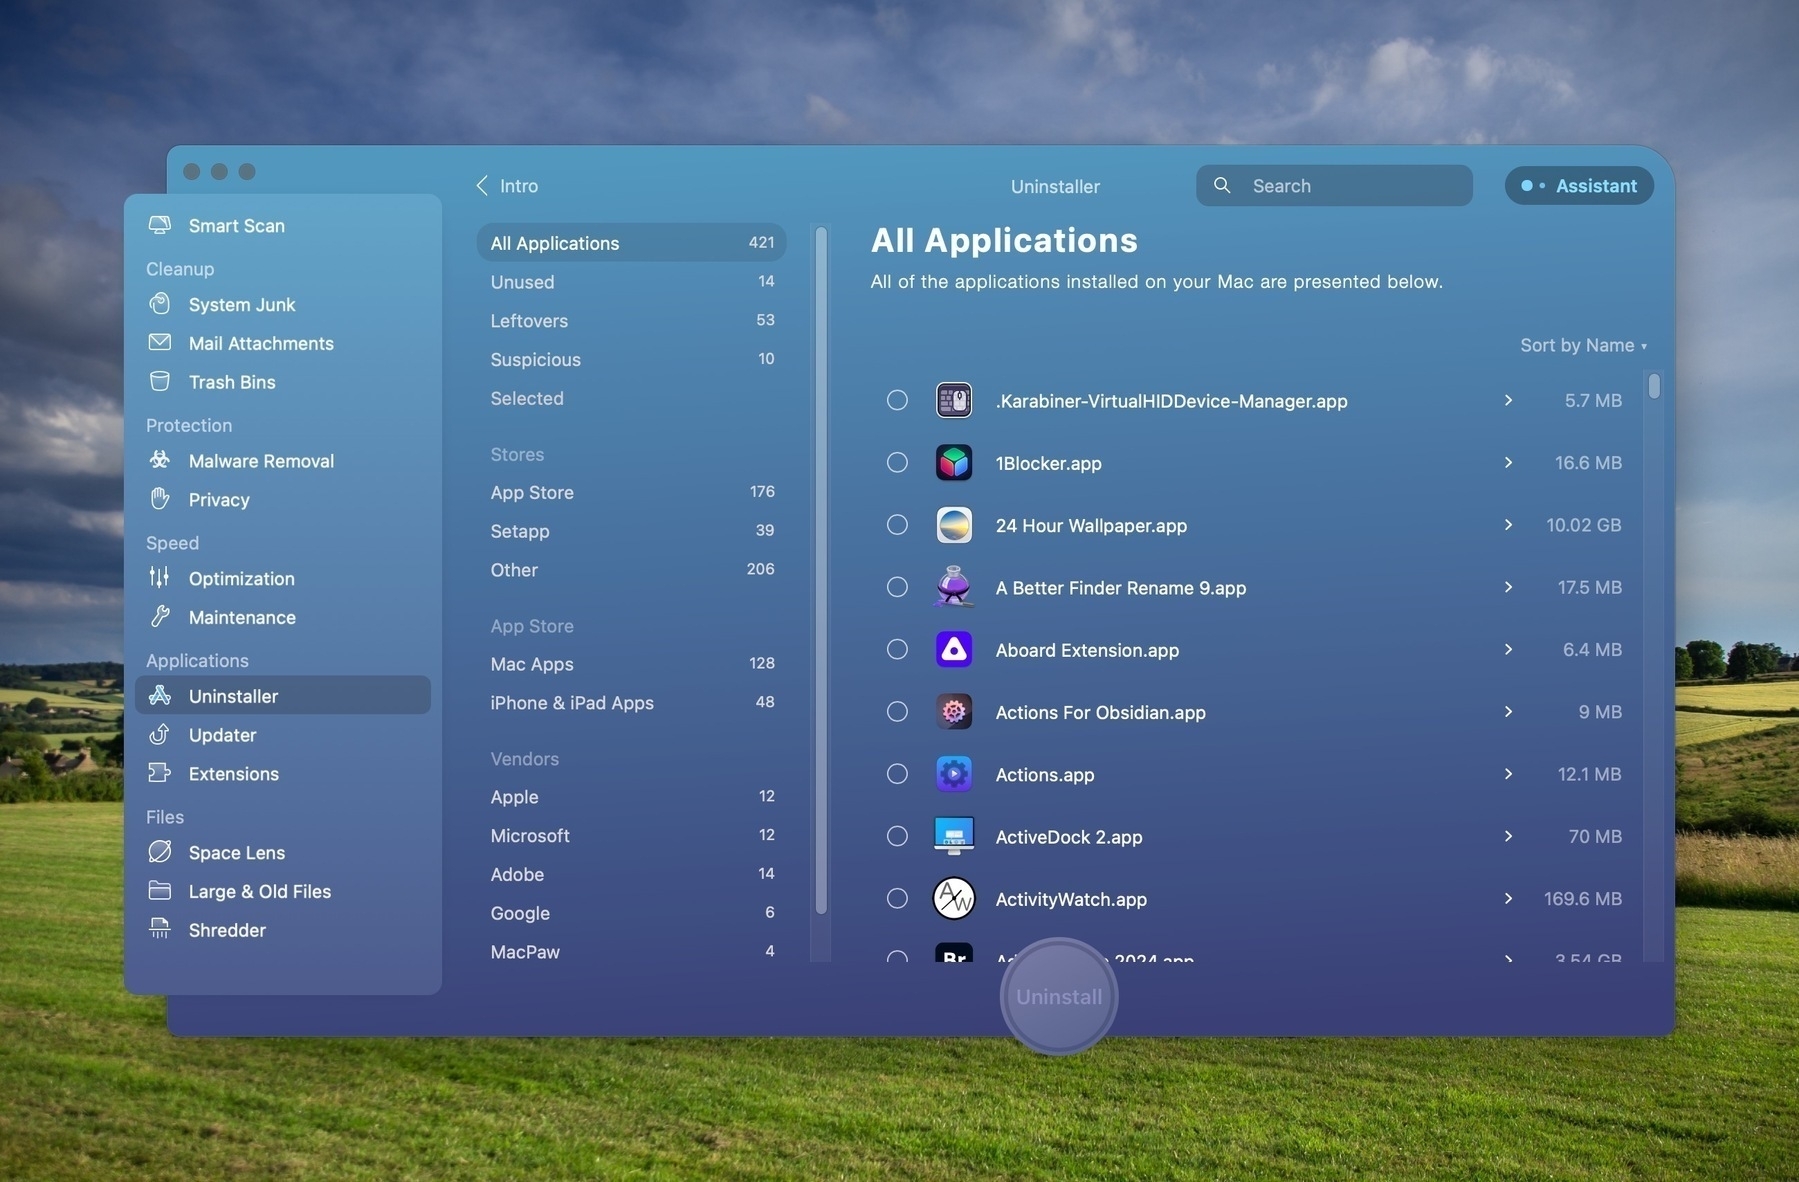 Intro
Uninstaller
Search
Assistant
Smart Scan
Cleanup
System Junk
Mail Attachments
Trash Bins
Protection
Malware Removal
Privacy
Speed
Optimization
Maintenance
Applications
Uninstaller
Updater
Extensions
Files
Space Lens
Large & Old Files
Shredder
All Applications 421
Unused 14
Leftovers 53
Suspicious 10
Selected
Stores
App Store 176
Setapp 39
Other 206
App Store
Mac Apps 128
iPhone & iPad Apps 48
Vendors
Apple 12
Microsoft 12
Adobe 14
Google 6
MacPaw 4
All Applications
All of the applications installed on your Mac are presented below.
Sort by Name
.Karabiner-VirtualHIDDevice-Manager.app 5.7 MB
1Blocker.app 16.6 MB
24 Hour Wallpaper.app 10.02 GB
A Better Finder Rename 9.app 17.5 MB
Aboard Extension.app 6.4 MB
Actions For Obsidian.app 9 MB
Actions.app 12.1 MB
ActiveDock 2.app 70 MB
AW ActivityWatch.app 169.6 MB
Br 2024.app 3.54 GB
Uninstall